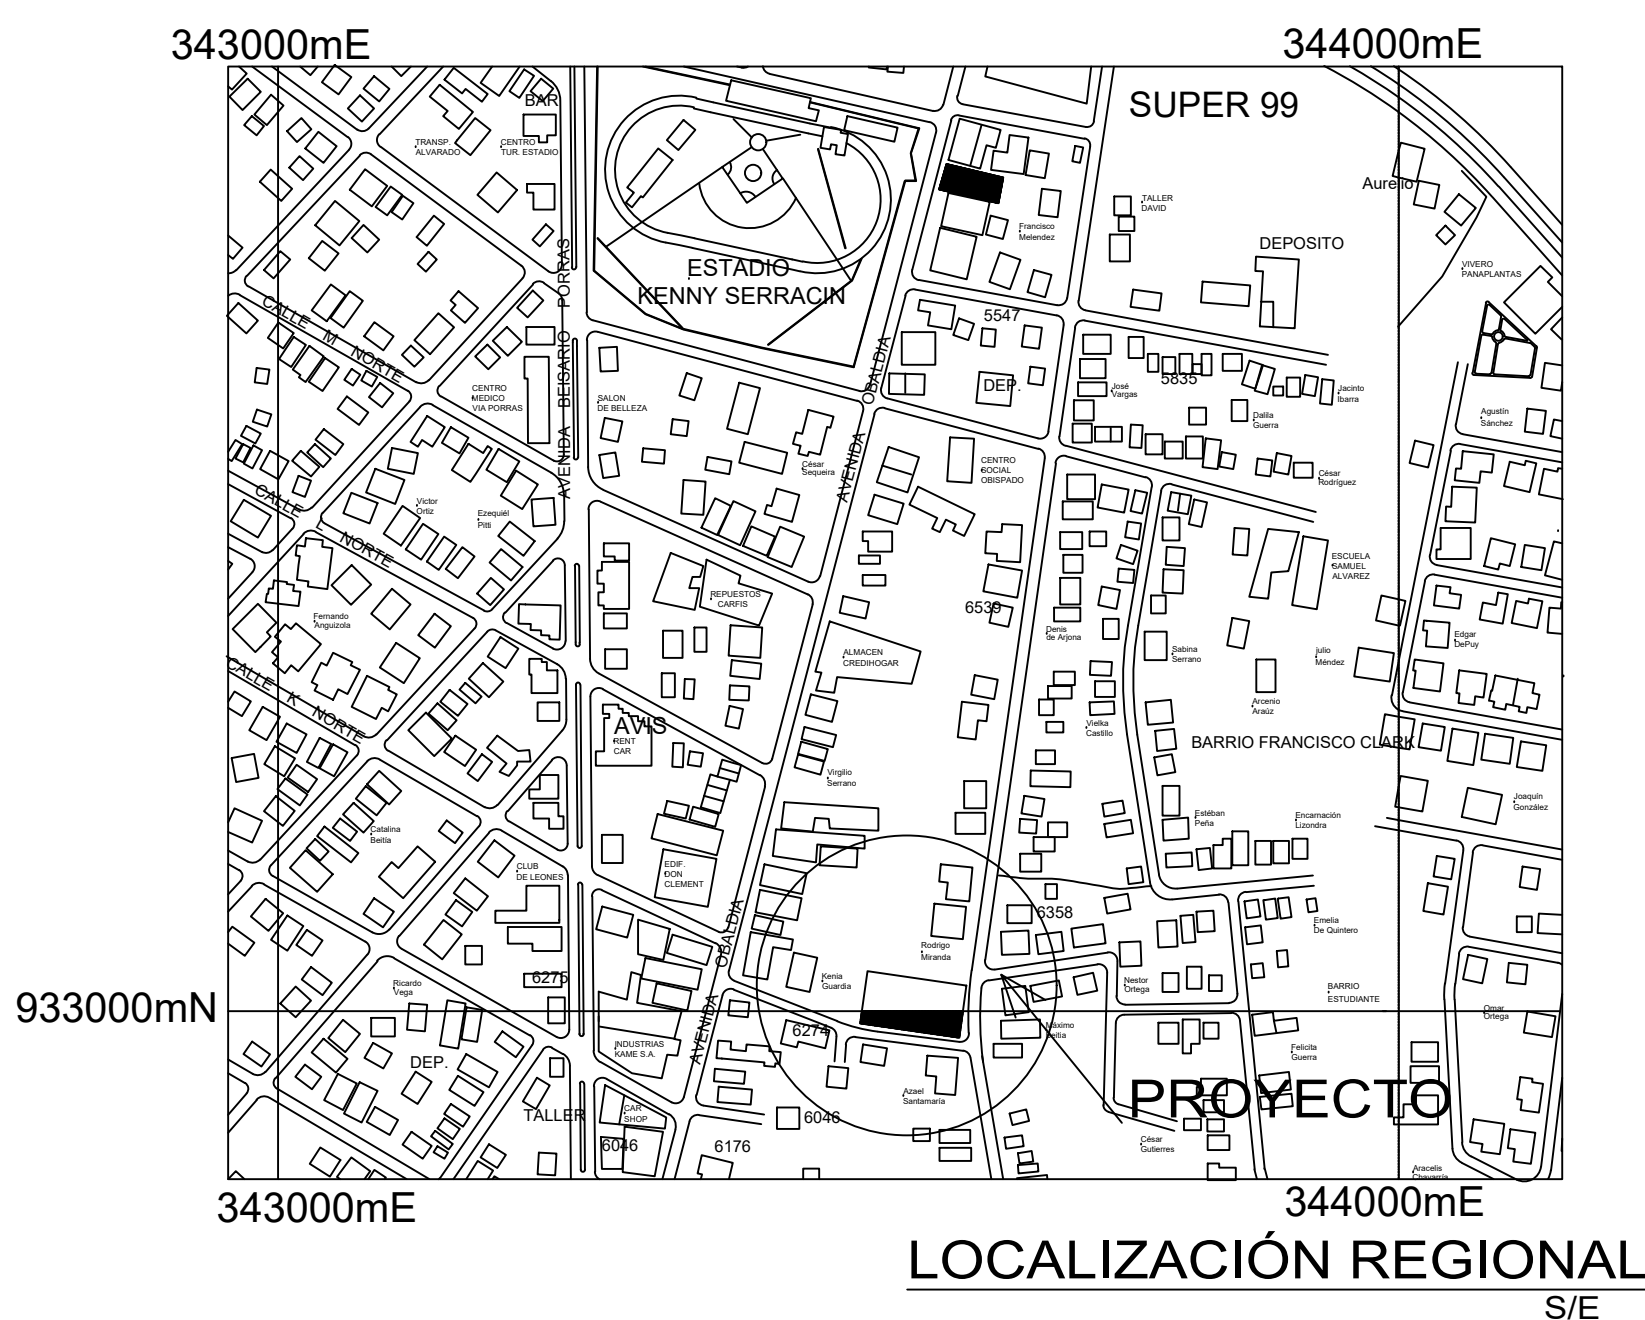 343000mE
344000mE
SUPER 99
BAR
TRANSP.
ALVARADO
CENTRO
TUR. ESTADIO
Aurelio
TALLER
DAVID
Francisco
Melendez
DEPOSITO
VIVERO
PANAPLANTAS
ESTADIO
KENNY SERRACIN
CALLE M NORTE
AVENIDA BEISARIO PORRAS
5547
AVENIDA OBALDIA
CENTRO
MEDICO
VIA PORRAS
SALON
DE BELLEZA
DEP.
5835
José
Vargas
Jacinto
Ibarra
Dalila
Guerra
Agustín
Sánchez
César
Sequeira
CENTRO
SOCIAL
OBISPADO
César
Rodríguez
CALLE L NORTE
Victor
Ortiz
Ezequiél
Pitti
ESCUELA
SAMUEL
ALVAREZ
REPUESTOS
CARFIS
6539
Fernando
Anguizola
Denis
de Arjona
Edgar
DePuy
ALMACEN
CREDIHOGAR
Sabina
Serrano
julio
Méndez
CALLE K NORTE
Arcenio
Araúz
AVIS
RENT
CAR
Vielka
Castillo
BARRIO FRANCISCO CLARK
Virgilio
Serrano
Joaquín
González
Catalina
Beitia
Estéban
Peña
Encarnación
Lizondra
CLUB
DE LEONES
EDIF.
DON
CLEMENT
6358
Emelia
De Quintero
AVENIDA OBALDIA
Rodrigo
Miranda
6275
Ricardo
Vega
Kenia
Guardia
Nestor
Ortega
BARRIO
ESTUDIANTE
933000mN
Omar
Ortega
6274
Máximo
Beitia
INDUSTRIAS
KAME S.A.
Felicita
Guerra
DEP.
Azael
Santamaría
PROYECTO
TALLER
CAR
SHOP
6046
6046
6176
César
Gutierres
Aracelis
Chavarría
343000mE
344000mE
LOCALIZACIÓN REGIONAL
S/E